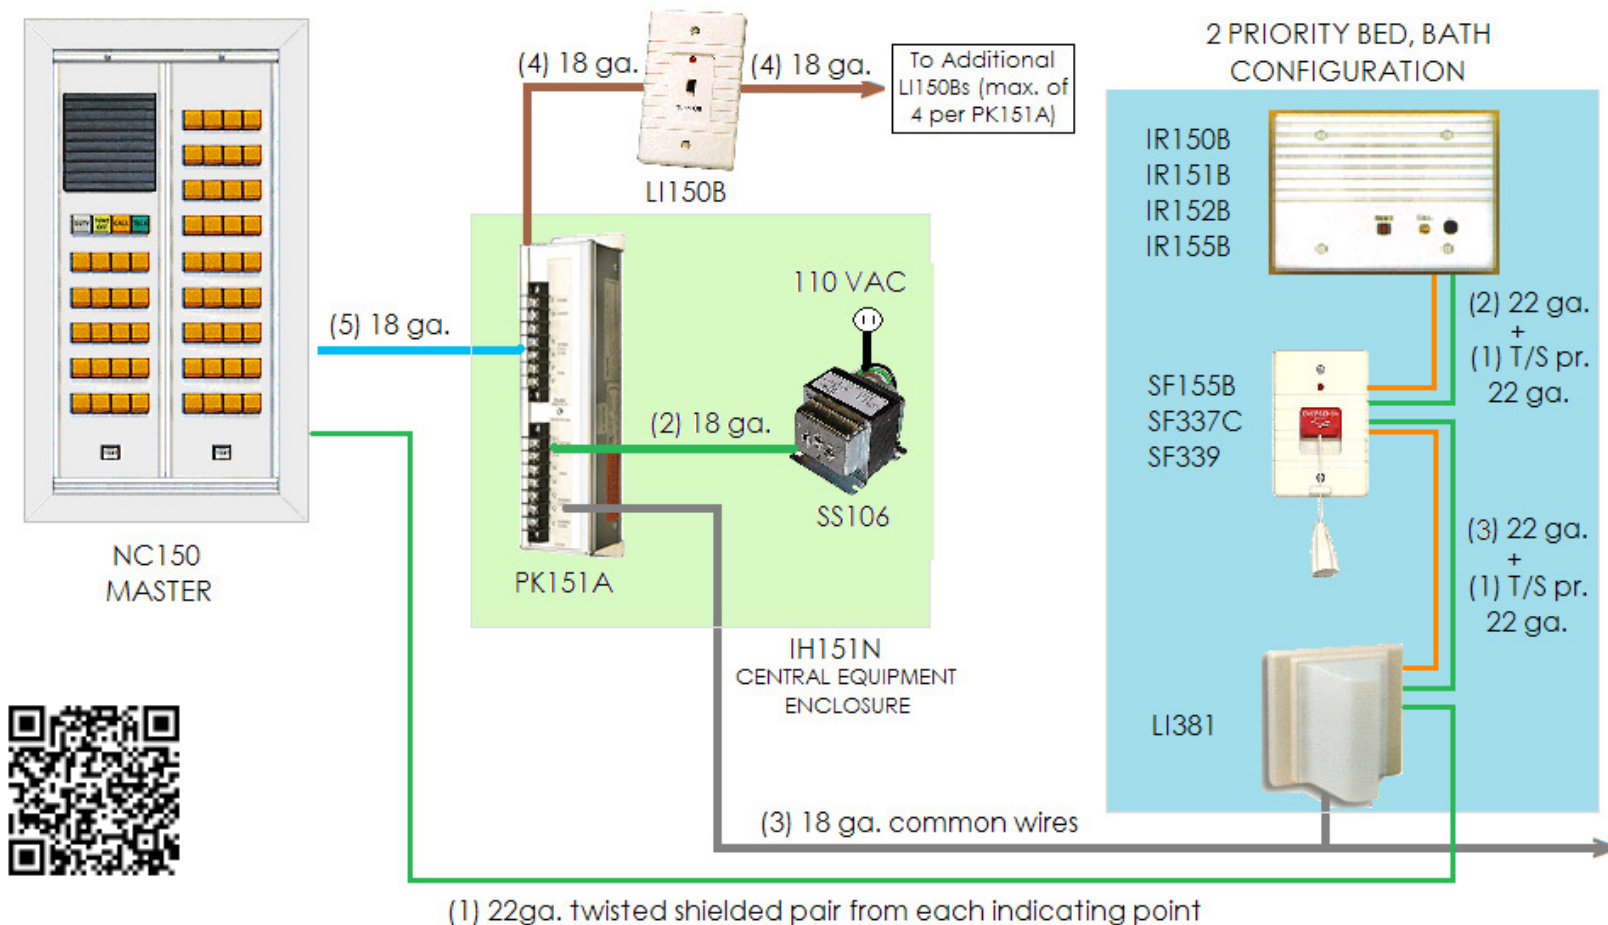 2 PRIORITY BED, BATH
CONFIGURATION
(4) 18 ga.
(4) 18 ga.
To Additional
LI150Bs (max. of
4 per PK151A)
LI150B
IR150B
IR151B
IR152B
IR155B
110 VAC
(5) 18 ga.
(2) 18 ga.
SS106
PK151A
NC150
MASTER
IH151N
CENTRAL EQUIPMENT
ENCLOSURE
(2) 22 ga.
+
(1) T/S pr.
22 ga.
SF155B
SF337C
SF339
(3) 22 ga.
+
(1) T/S pr.
22 ga.
LI381
(3) 18 ga. common wires
(1) 22ga. twisted shielded pair from each indicating point